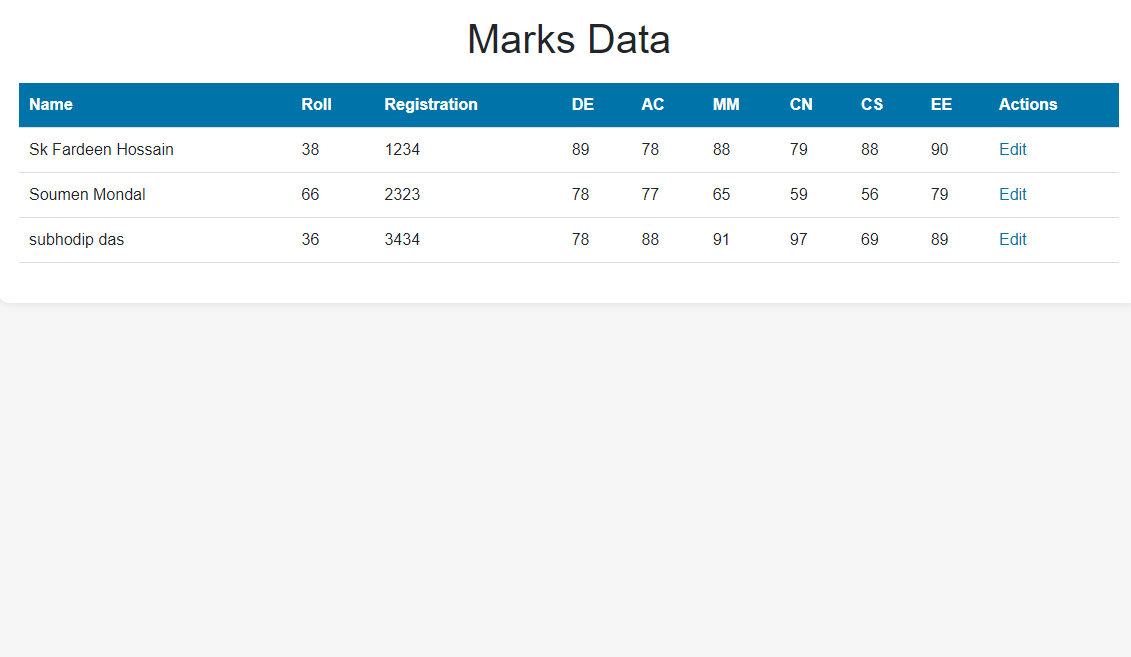 Marks Data
Name Roll Registration DE AC MM CN CS EE Actions
Sk Fardeen Hossain 38 1234 89 78 88 79 88 90 Edit
Soumen Mondal 66 2323 78 77 65 59 56 79 Edit
subhodip das 36 3434 78 88 91 97 69 89 Edit